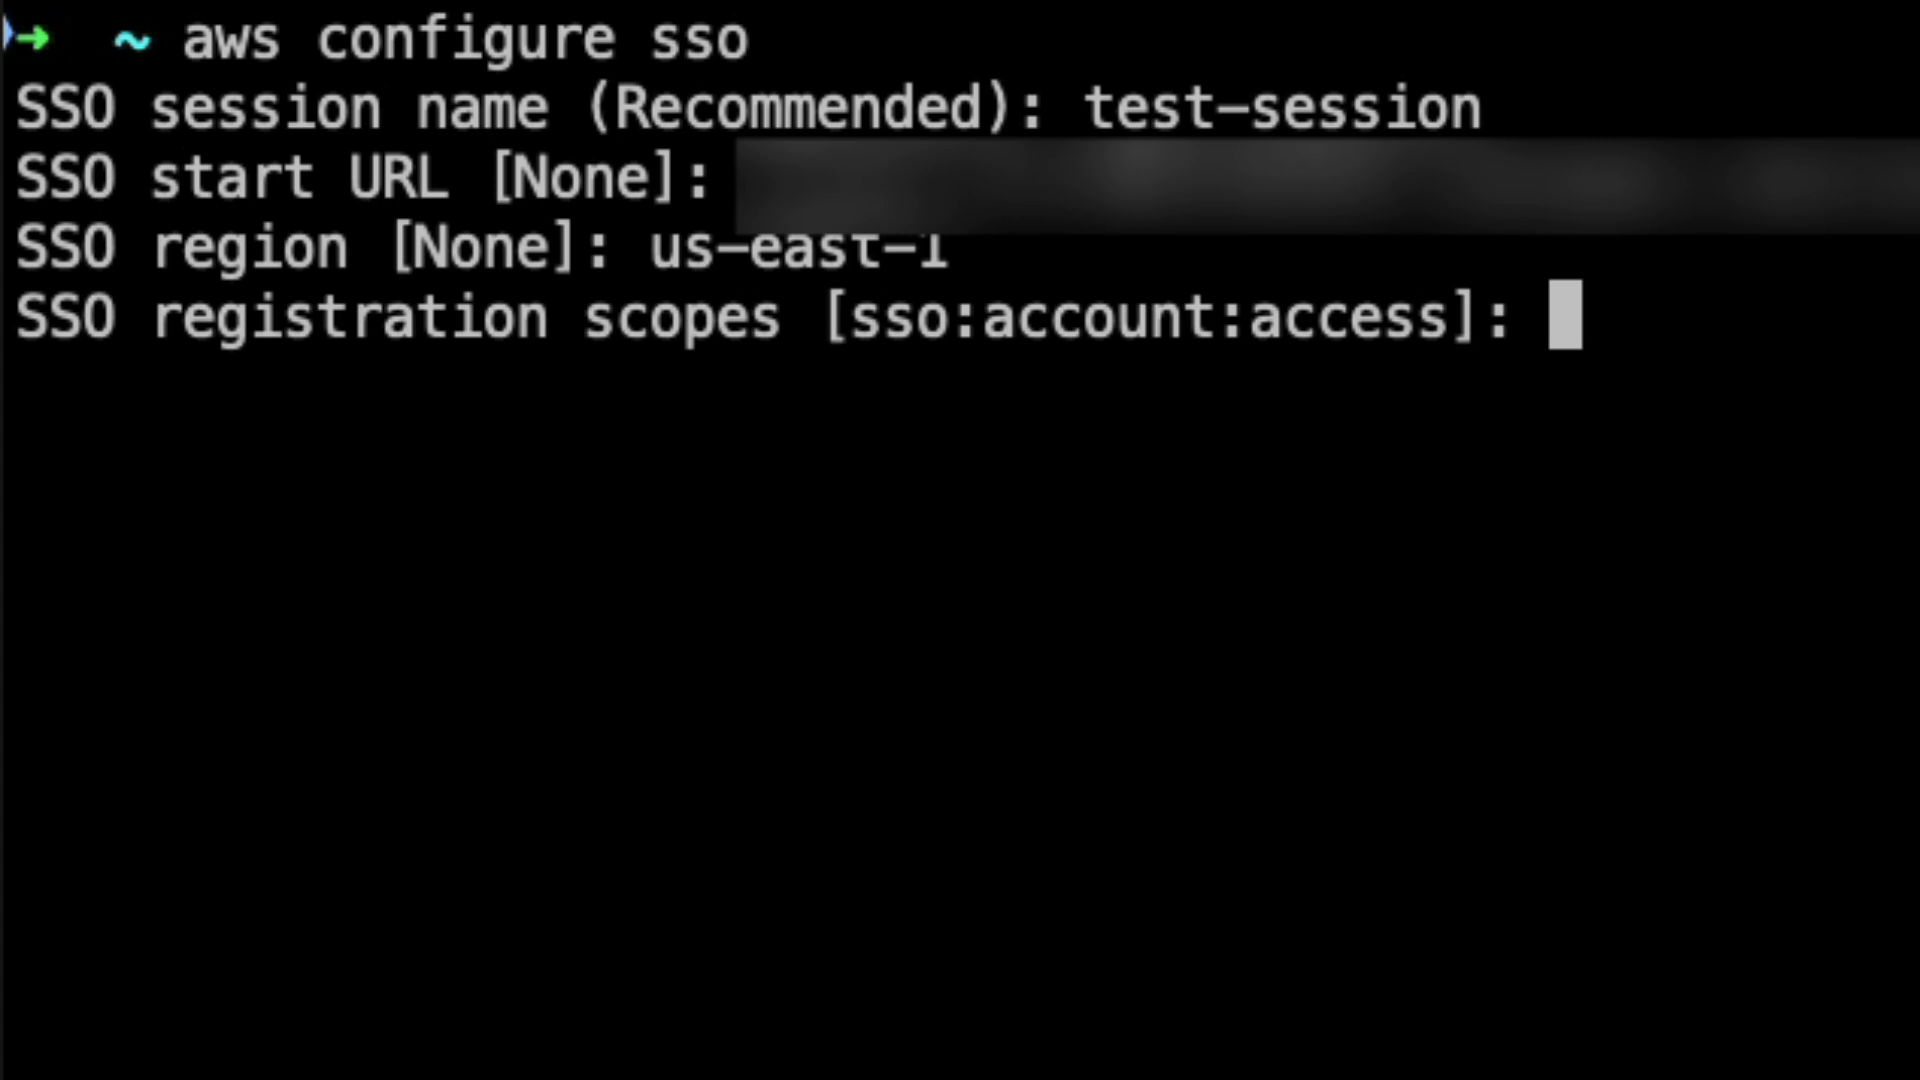 ➜ ~ aws configure sso
SSO session name (Recommended): test-session
SSO start URL [None]:
SSO region [None]: us-east-1
SSO registration scopes [sso:account:access]: